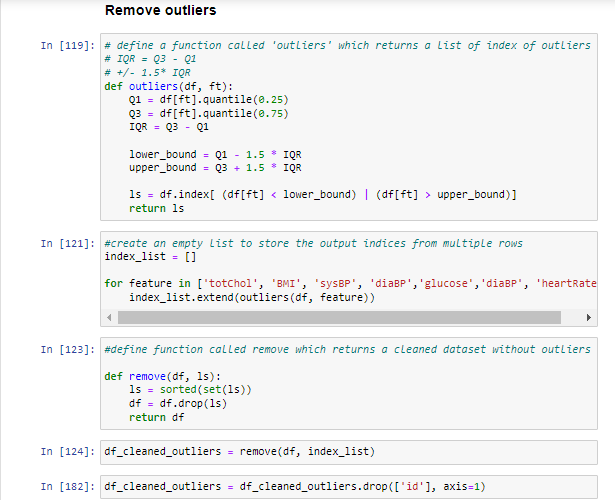 Remove outliers
In [119]: # define a function called 'outliers' which returns a list of index of outliers
# IQR = Q3 - Q1
# +/- 1.5* IQR
def outliers(df, ft):
    Q1 = df[ft].quantile(0.25)
    Q3 = df[ft].quantile(0.75)
    IQR = Q3 - Q1
    lower_bound = Q1 - 1.5 * IQR
    upper_bound = Q3 + 1.5 * IQR
    ls = df.index[ (df[ft] < lower_bound) | (df[ft] > upper_bound)]
    return ls
In [121]: #create an empty list to store the output indices from multiple rows
index_list = []
for feature in ['totChol', 'BMI', 'sysBP', 'diaBP','glucose','diaBP', 'heartRate
    index_list.extend(outliers(df, feature))
In [123]: #define function called remove which returns a cleaned dataset without outliers
def remove(df, ls):
    ls = sorted(set(ls))
    df = df.drop(ls)
    return df
In [124]: df_cleaned_outliers = remove(df, index_list)
In [182]: df_cleaned_outliers = df_cleaned_outliers.drop(['id'], axis=1)